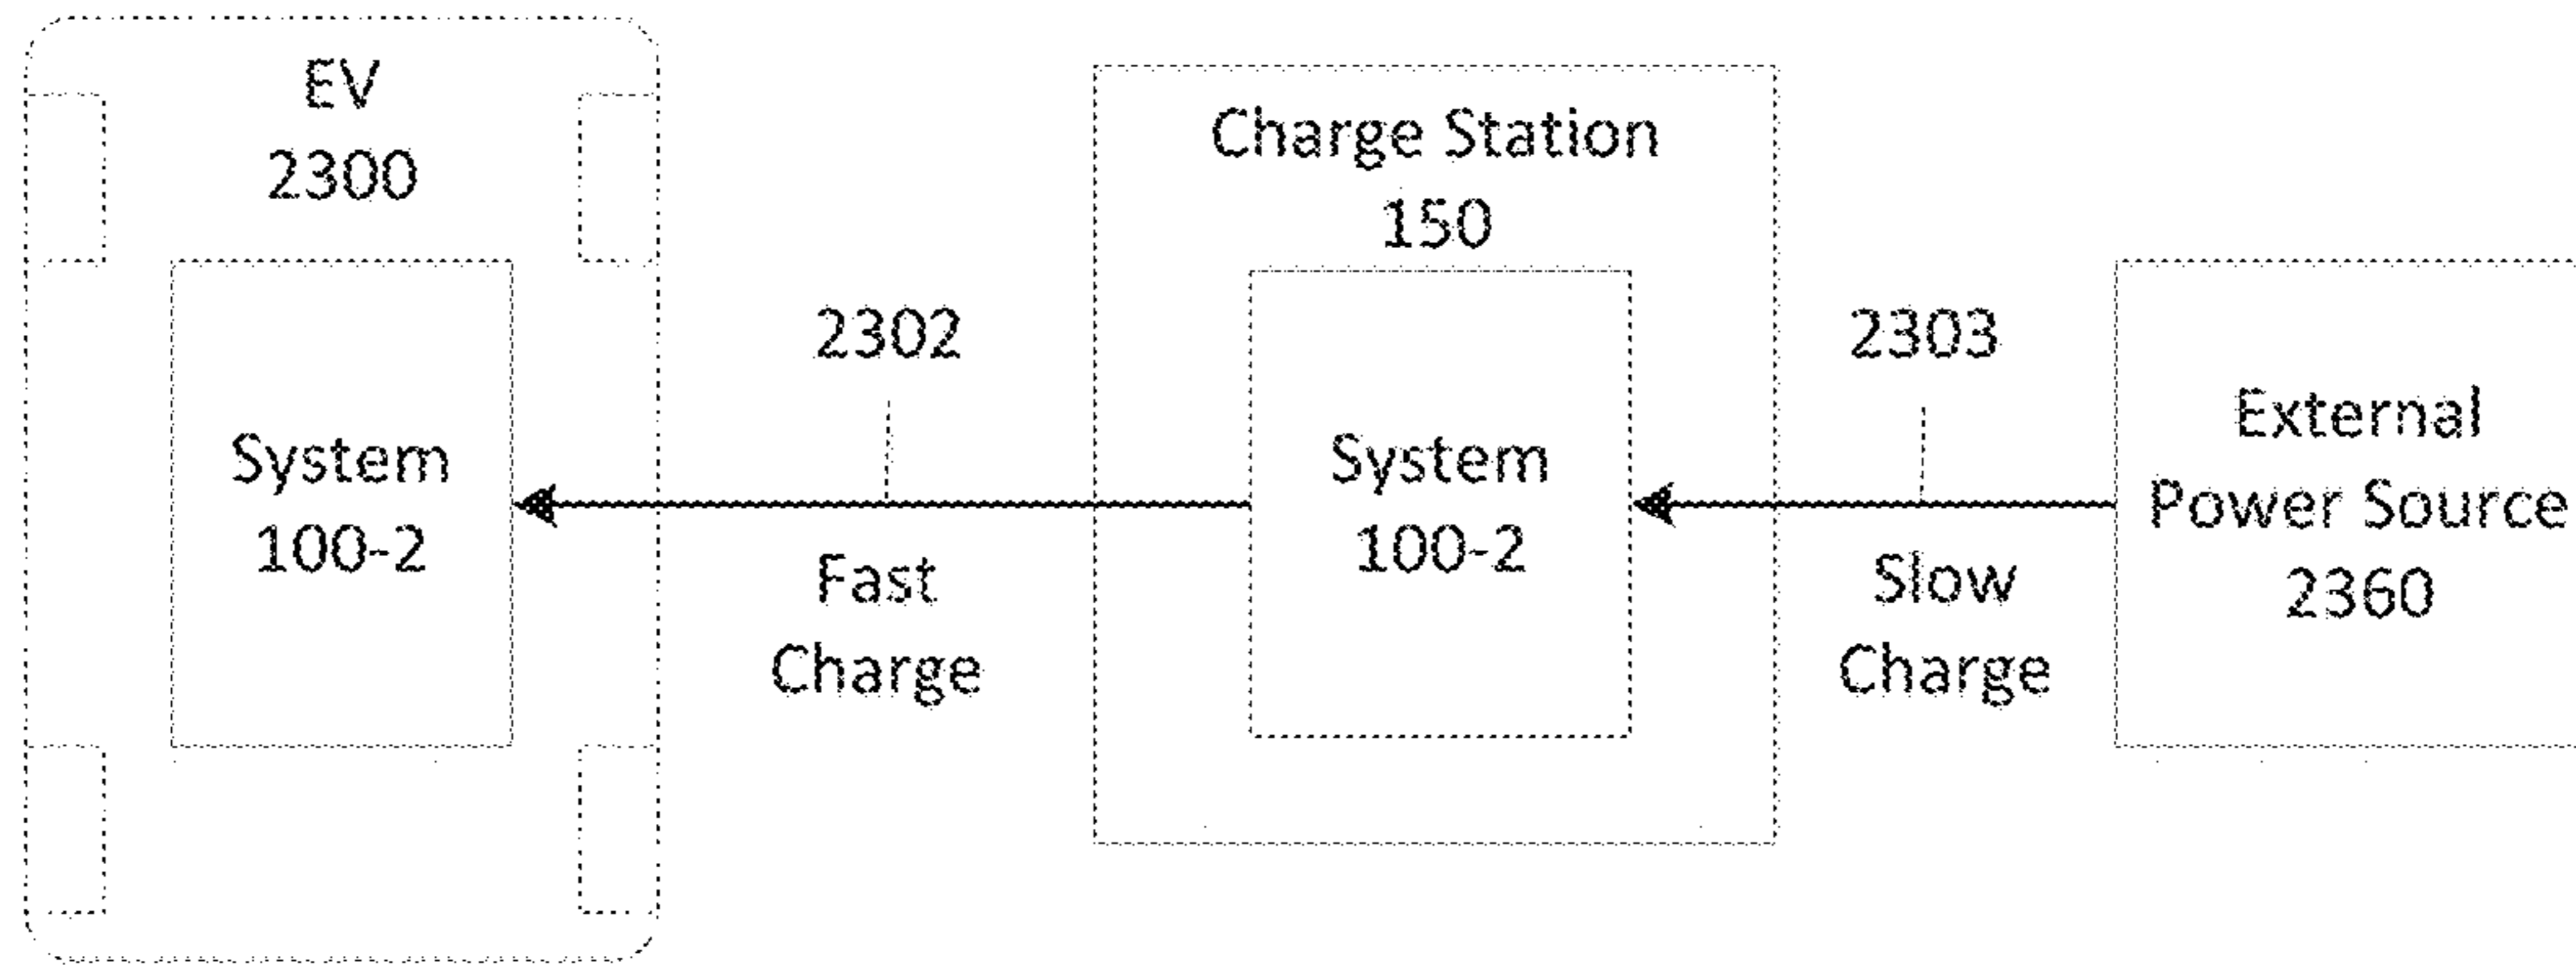 EV
2300
System
100-2
2302
Fast
Charge
Charge Station
150
System
100-2
2303
Slow
Charge
External
Power Source
2360